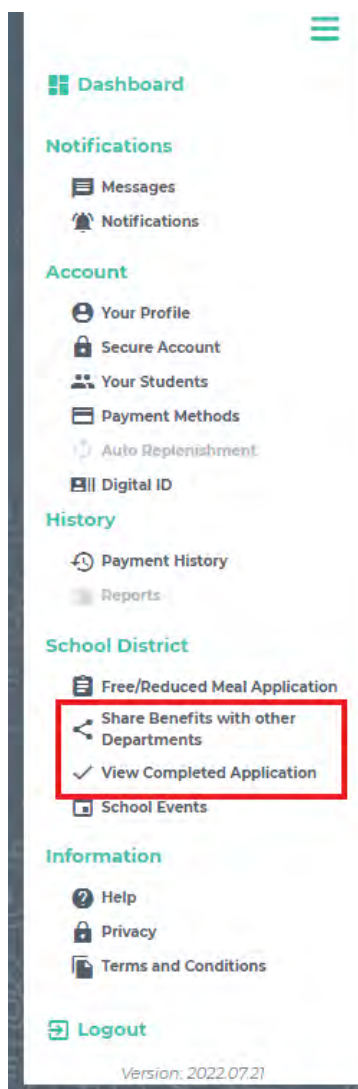 Dashboard
Notifications
Messages
Notifications
Account
Your Profile
Secure Account
Your Students
Payment Methods
Auto Replenishment
Digital ID
History
Payment History
Reports
School District
Free/Reduced Meal Application
Share Benefits with other
Departments
View Completed Application
School Events
Information
Help
Privacy
Terms and Conditions
Logout
Version: 2022.07.21